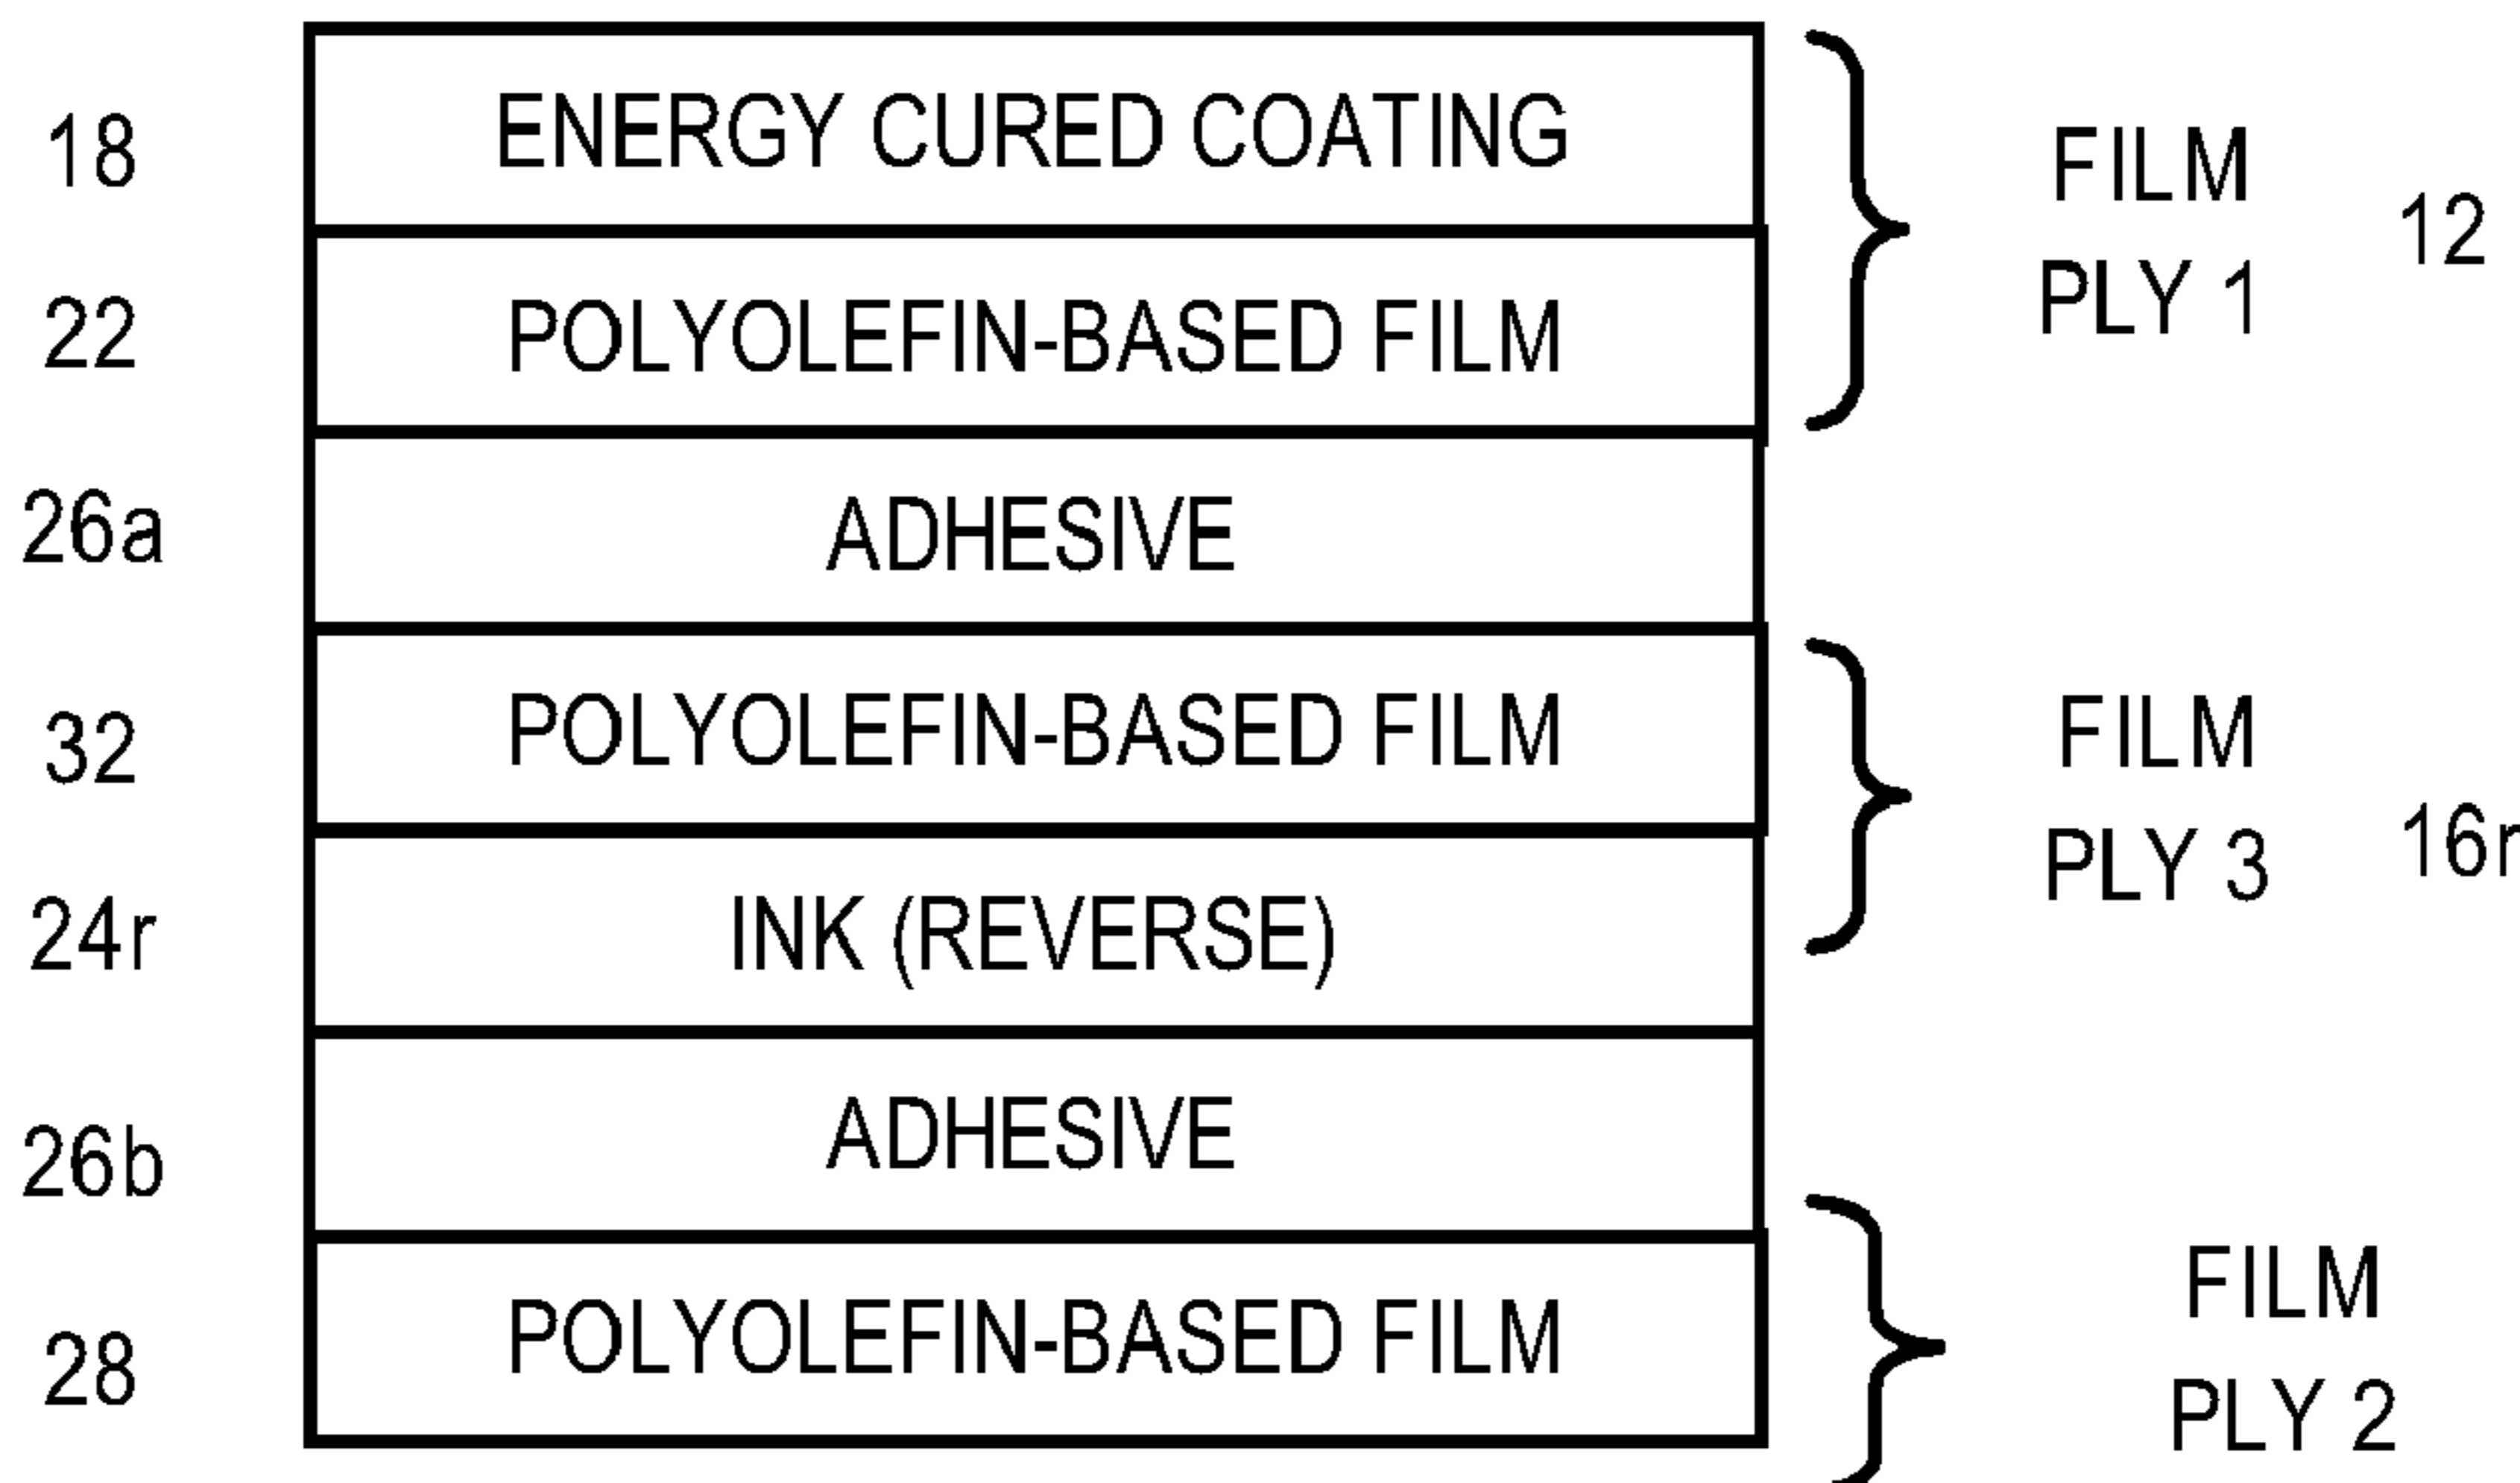 18
ENERGY CURED COATING
FILM
PLY 1
12
22
POLYOLEFIN-BASED FILM
26a
ADHESIVE
32
POLYOLEFIN-BASED FILM
FILM
PLY 3
16r
24r
INK (REVERSE)
26b
ADHESIVE
28
POLYOLEFIN-BASED FILM
FILM
PLY 2